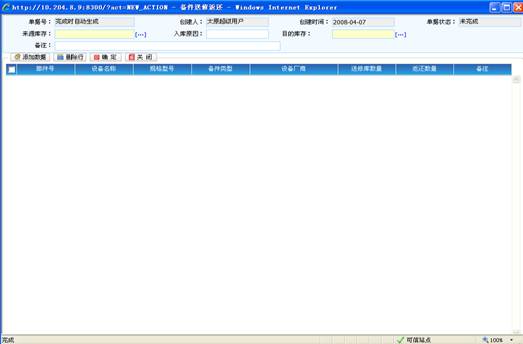 http://10.204.8.9:8300/?act=NEW_ACTION - 备件送修返还 - Windows Internet Explorer
单据号： 完成时自动生成 创建人： 太原超级用户 创建时间： 2008-04-07 单据状态： 未完成
来源库存： [...] 入库原因： 目的库存： [...]
备注：
添加数据 删除行 确 定 关 闭
部件号 设备名称 规格型号 备件类型 设备厂商 送修库数量 返还数量 备注
完成 可信站点 100%